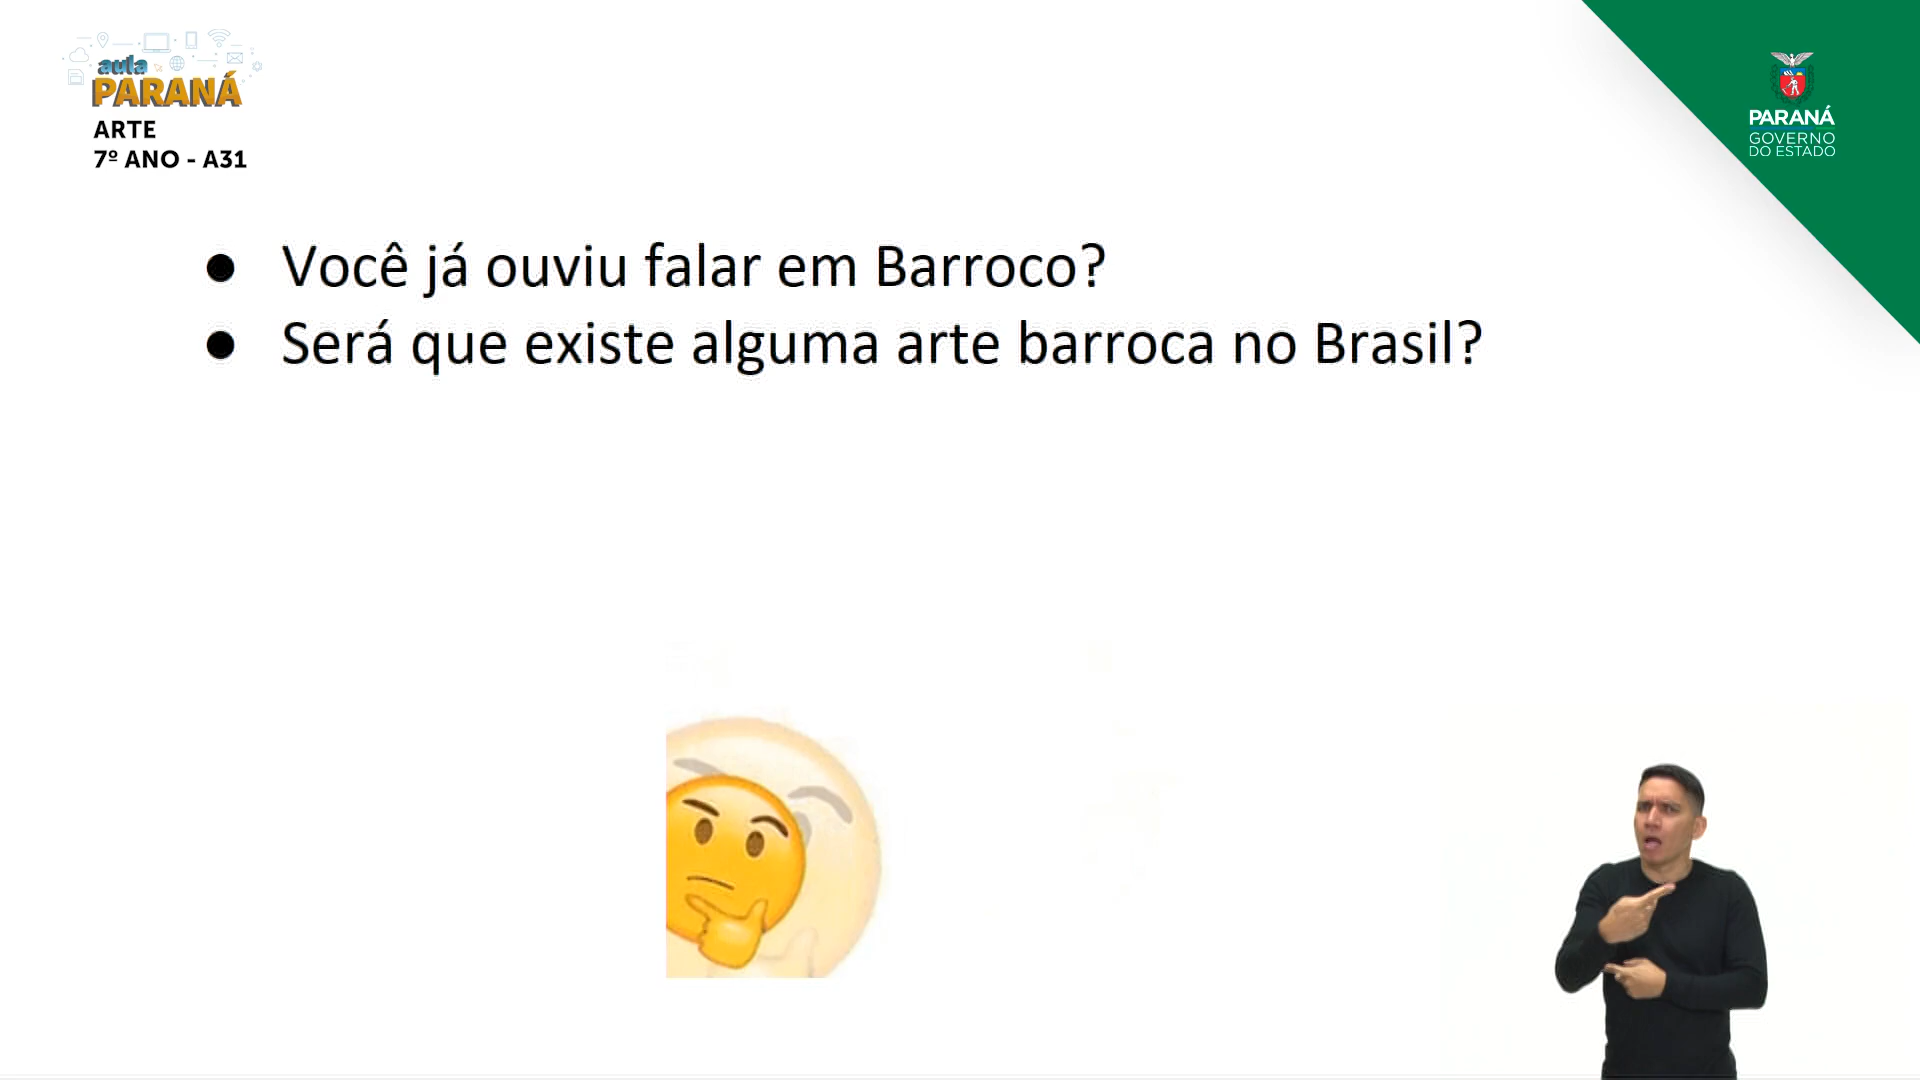 aula
PARANÁ
ARTE
7º ANO - A31
PARANÁ
GOVERNO
DO ESTADO
● Você já ouviu falar em Barroco?
● Será que existe alguma arte barroca no Brasil?